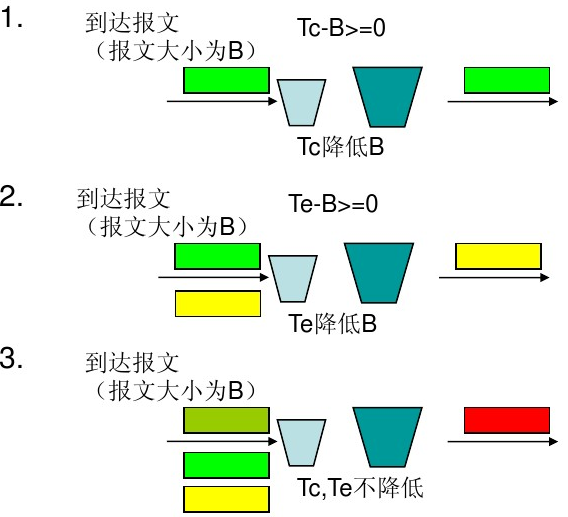 1.
到达报文
（报文大小为B）
Tc-B>=0
Tc降低B
2.
到达报文
（报文大小为B）
Te-B>=0
Te降低B
3.
到达报文
（报文大小为B）
Tc,Te不降低